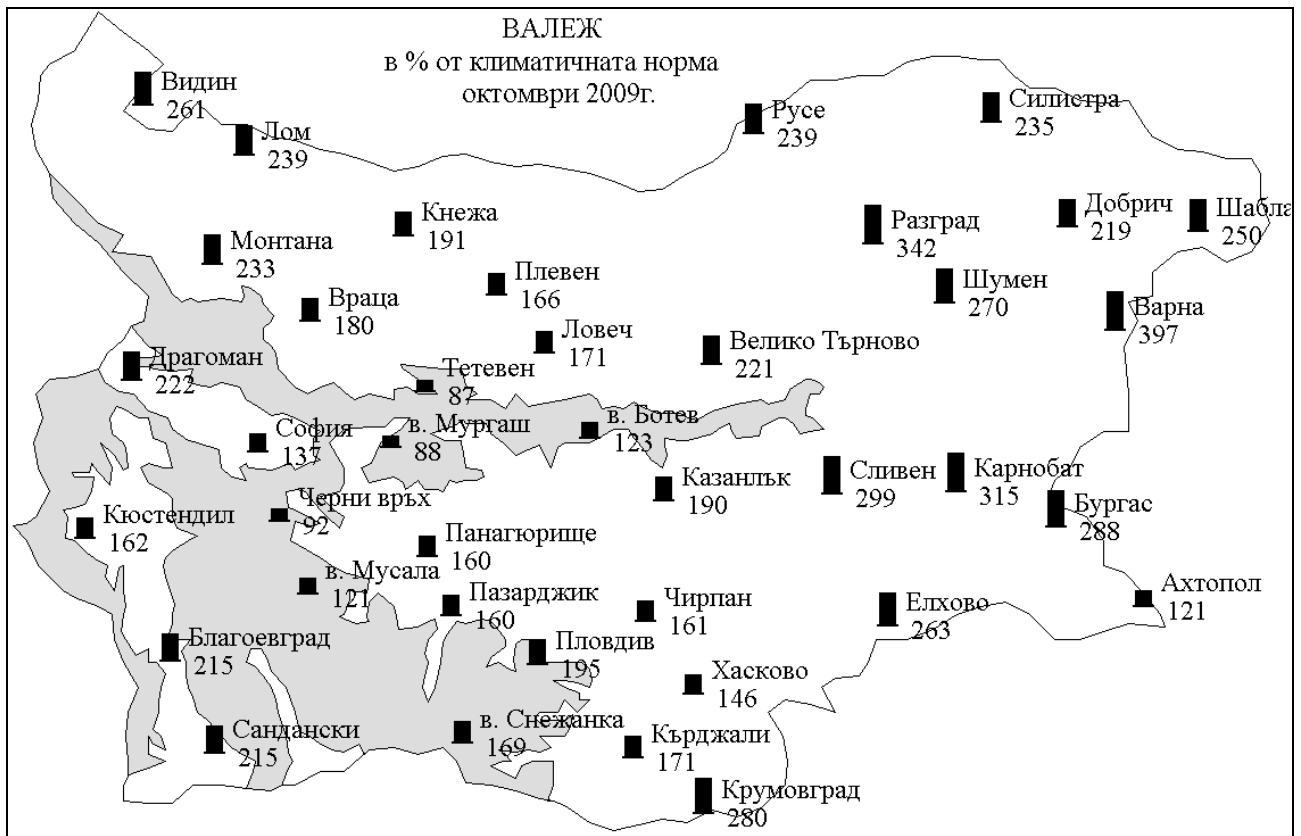 ВАЛЕЖ
в % от климатичната норма
октомври 2009г.
Видин
261
Лом
239
Русе
239
Силистра
235
Кнежа
191
Разград
342
Добрич
219
Шабла
250
Монтана
233
Плевен
166
Шумен
270
Враца
180
Варна
397
Ловеч
171
Велико Търново
221
Драгоман
222
Тетевен
87
в. Мургаш
88
в. Ботев
123
София
137
Казанлък
190
Сливен
299
Карнобат
315
Черни връх
92
Бургас
288
Кюстендил
162
Панагюрище
160
в. Мусала
121
Пазарджик
160
Чирпан
161
Елхово
263
Ахтопол
121
Благоевград
215
Пловдив
195
Хасково
146
Сандански
215
в. Снежанка
169
Кърджали
171
Крумовград
280